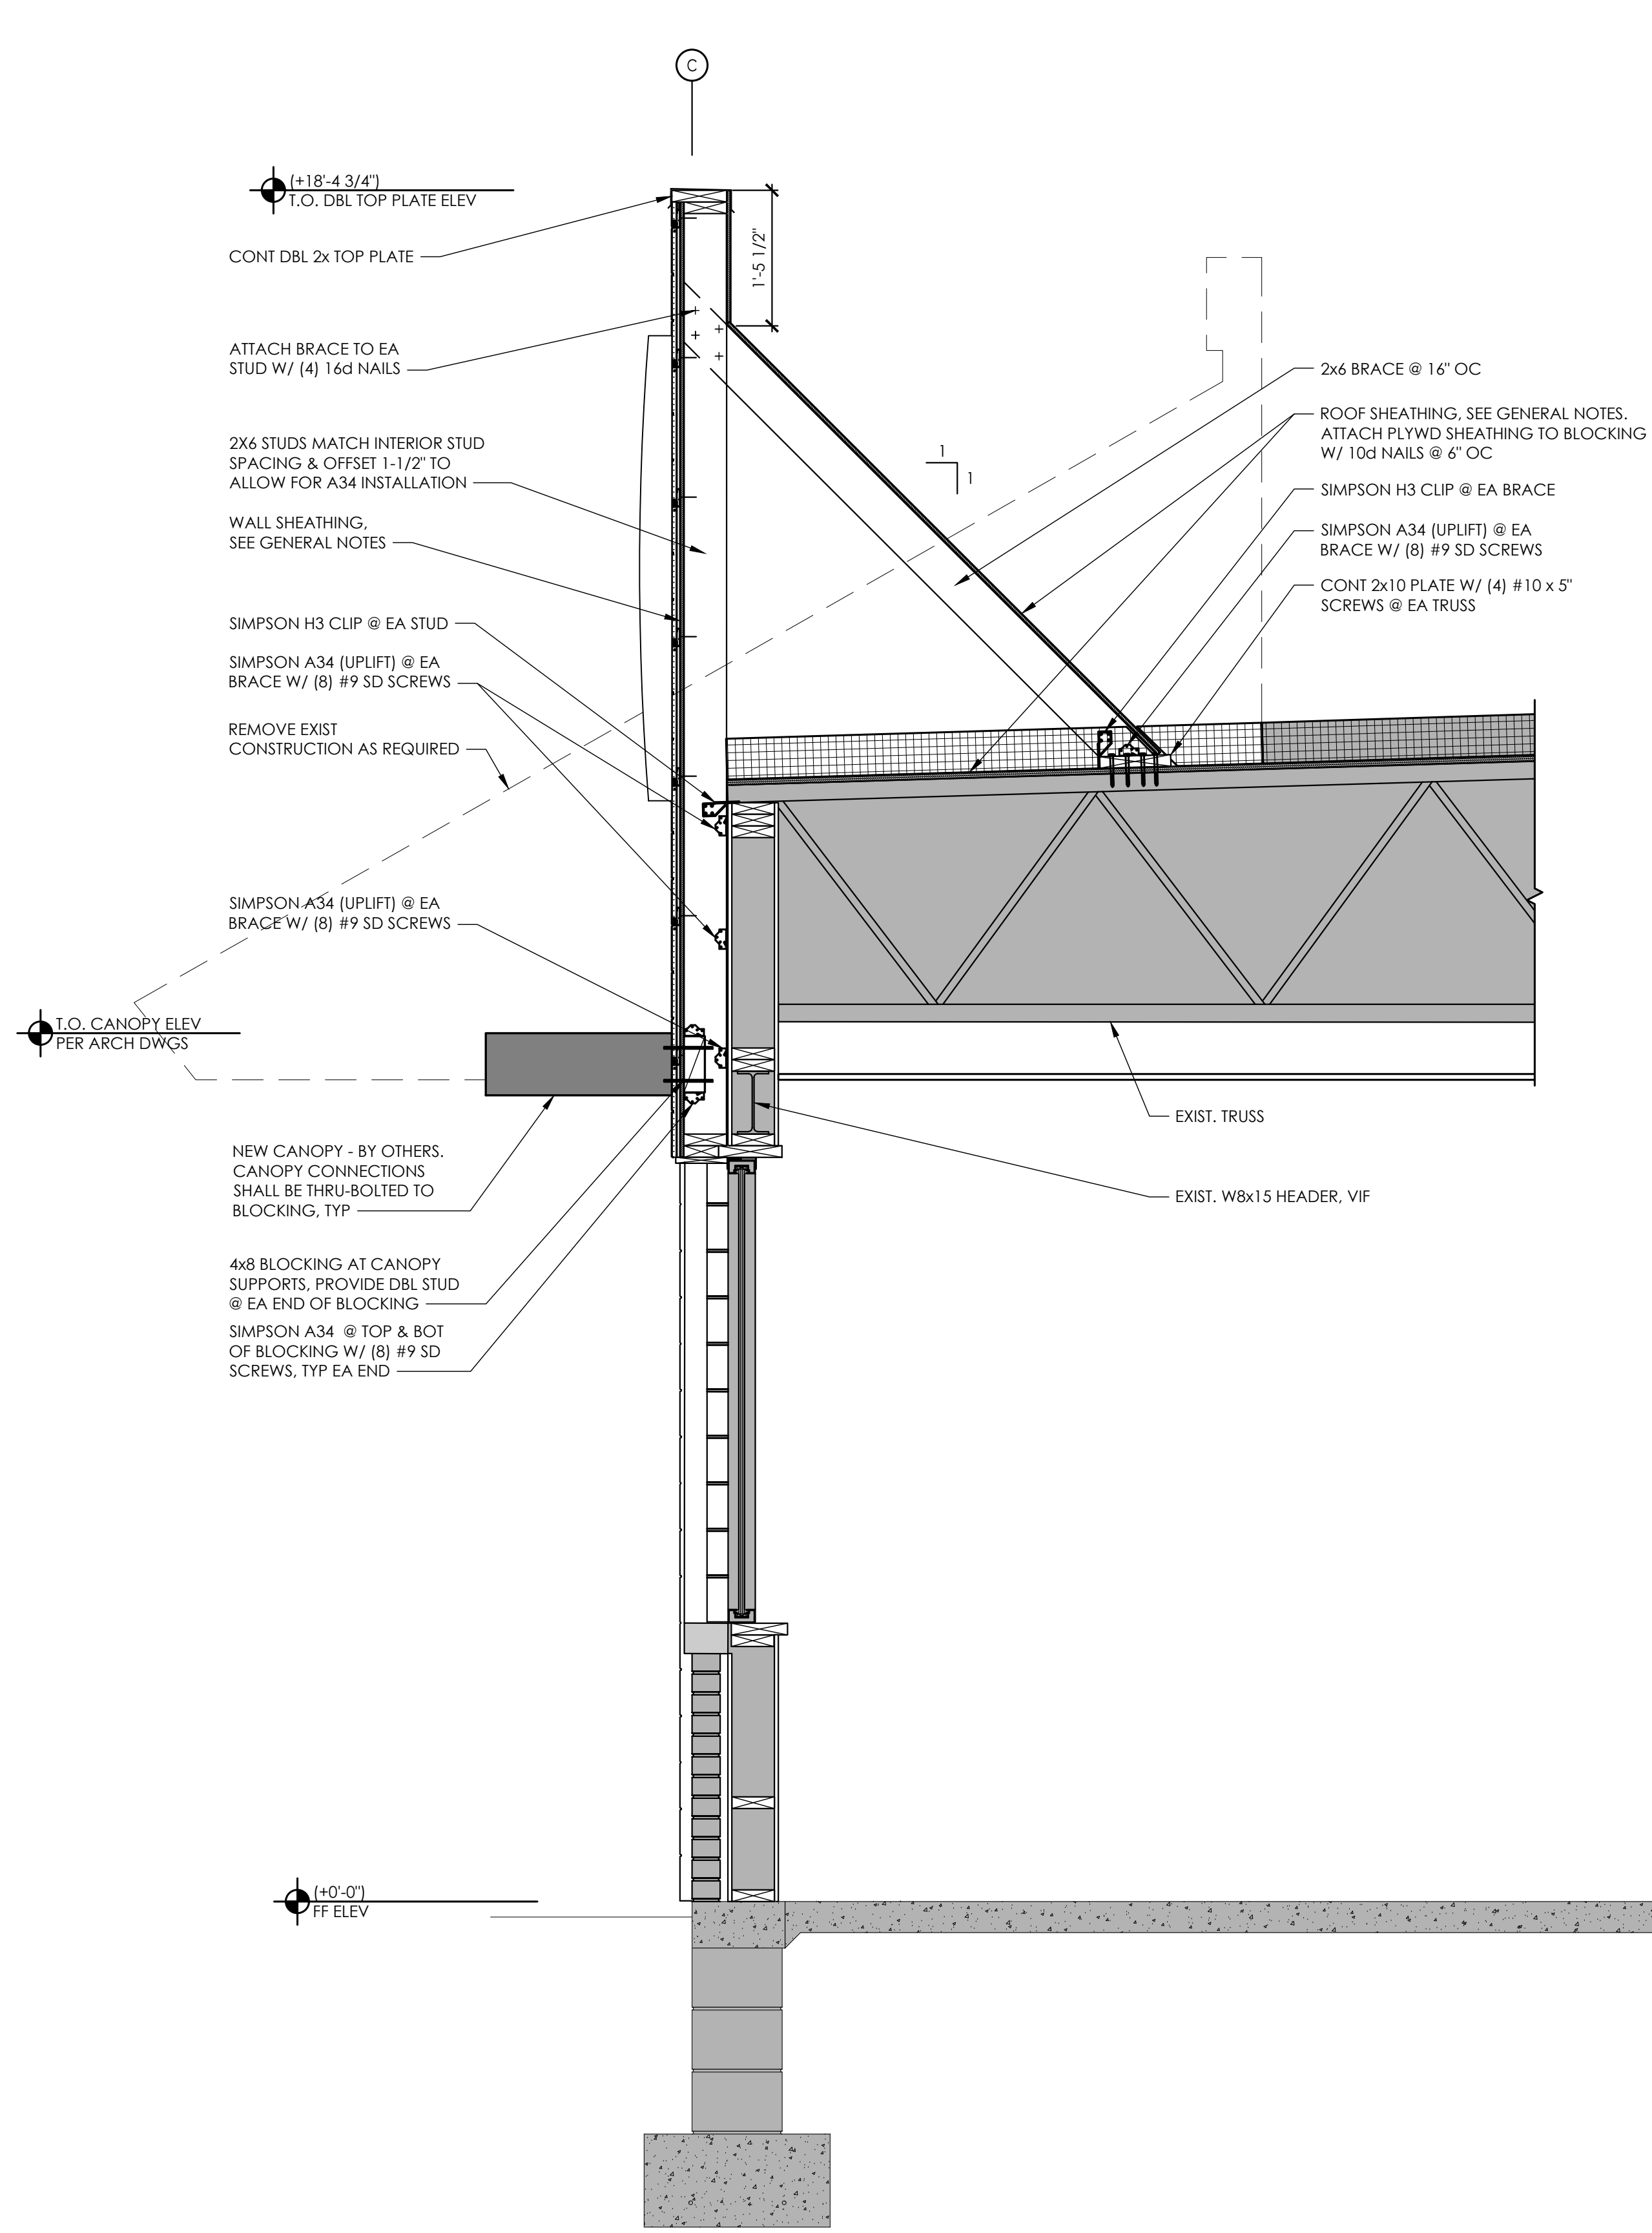 C
(+18'-4 3/4")
T.O. DBL TOP PLATE ELEV
CONT DBL 2x TOP PLATE
1'-5 1/2"
ATTACH BRACE TO EA
STUD W/ (4) 16d NAILS
2X6 STUDS MATCH INTERIOR STUD
SPACING & OFFSET 1-1/2" TO
ALLOW FOR A34 INSTALLATION
WALL SHEATHING,
SEE GENERAL NOTES
SIMPSON H3 CLIP @ EA STUD
SIMPSON A34 (UPLIFT) @ EA
BRACE W/ (8) #9 SD SCREWS
REMOVE EXIST
CONSTRUCTION AS REQUIRED
SIMPSON A34 (UPLIFT) @ EA
BRACE W/ (8) #9 SD SCREWS
T.O. CANOPY ELEV
PER ARCH DWGS
NEW CANOPY - BY OTHERS.
CANOPY CONNECTIONS
SHALL BE THRU-BOLTED TO
BLOCKING, TYP
4x8 BLOCKING AT CANOPY
SUPPORTS, PROVIDE DBL STUD
@ EA END OF BLOCKING
SIMPSON A34 @ TOP & BOT
OF BLOCKING W/ (8) #9 SD
SCREWS, TYP EA END
1
1
2x6 BRACE @ 16" OC
ROOF SHEATHING, SEE GENERAL NOTES.
ATTACH PLYWD SHEATHING TO BLOCKING
W/ 10d NAILS @ 6" OC
SIMPSON H3 CLIP @ EA BRACE
SIMPSON A34 (UPLIFT) @ EA
BRACE W/ (8) #9 SD SCREWS
CONT 2x10 PLATE W/ (4) #10 x 5"
SCREWS @ EA TRUSS
EXIST. TRUSS
EXIST. W8x15 HEADER, VIF
(+0'-0")
FF ELEV